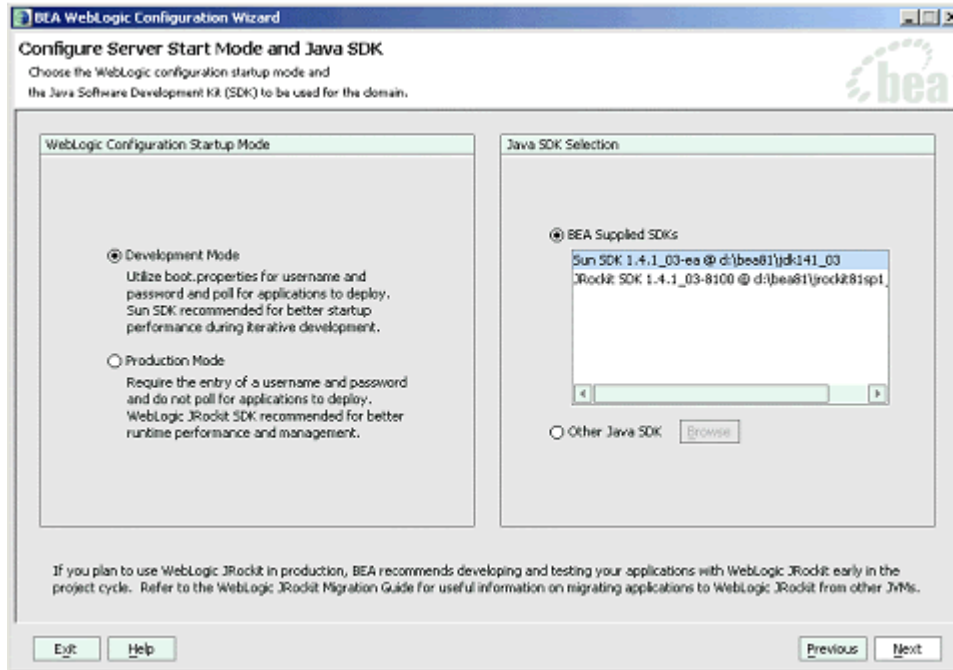 BEA WebLogic Configuration Wizard
Configure Server Start Mode and Java SDK
Choose the WebLogic configuration startup mode and
the Java Software Development Kit (SDK) to be used for the domain.
bea
WebLogic Configuration Startup Mode
Development Mode
Utilize boot.properties for username and
password and poll for applications to deploy.
Sun SDK recommended for better startup
performance during iterative development.
Production Mode
Require the entry of a username and password
and do not poll for applications to deploy.
WebLogic JRockit SDK recommended for better
runtime performance and management.
Java SDK Selection
BEA Supplied SDKs
Sun SDK 1.4.1_03-ea @ d:\bea81\jdk141_03
JRockit SDK 1.4.1_03-8100 @ d:\bea81\jrockit81sp1_
Other Java SDK Browse
If you plan to use WebLogic JRockit in production, BEA recommends developing and testing your applications with WebLogic JRockit early in the
project cycle. Refer to the WebLogic JRockit Migration Guide for useful information on migrating applications to WebLogic JRockit from other JVMs.
Exit Help Previous Next